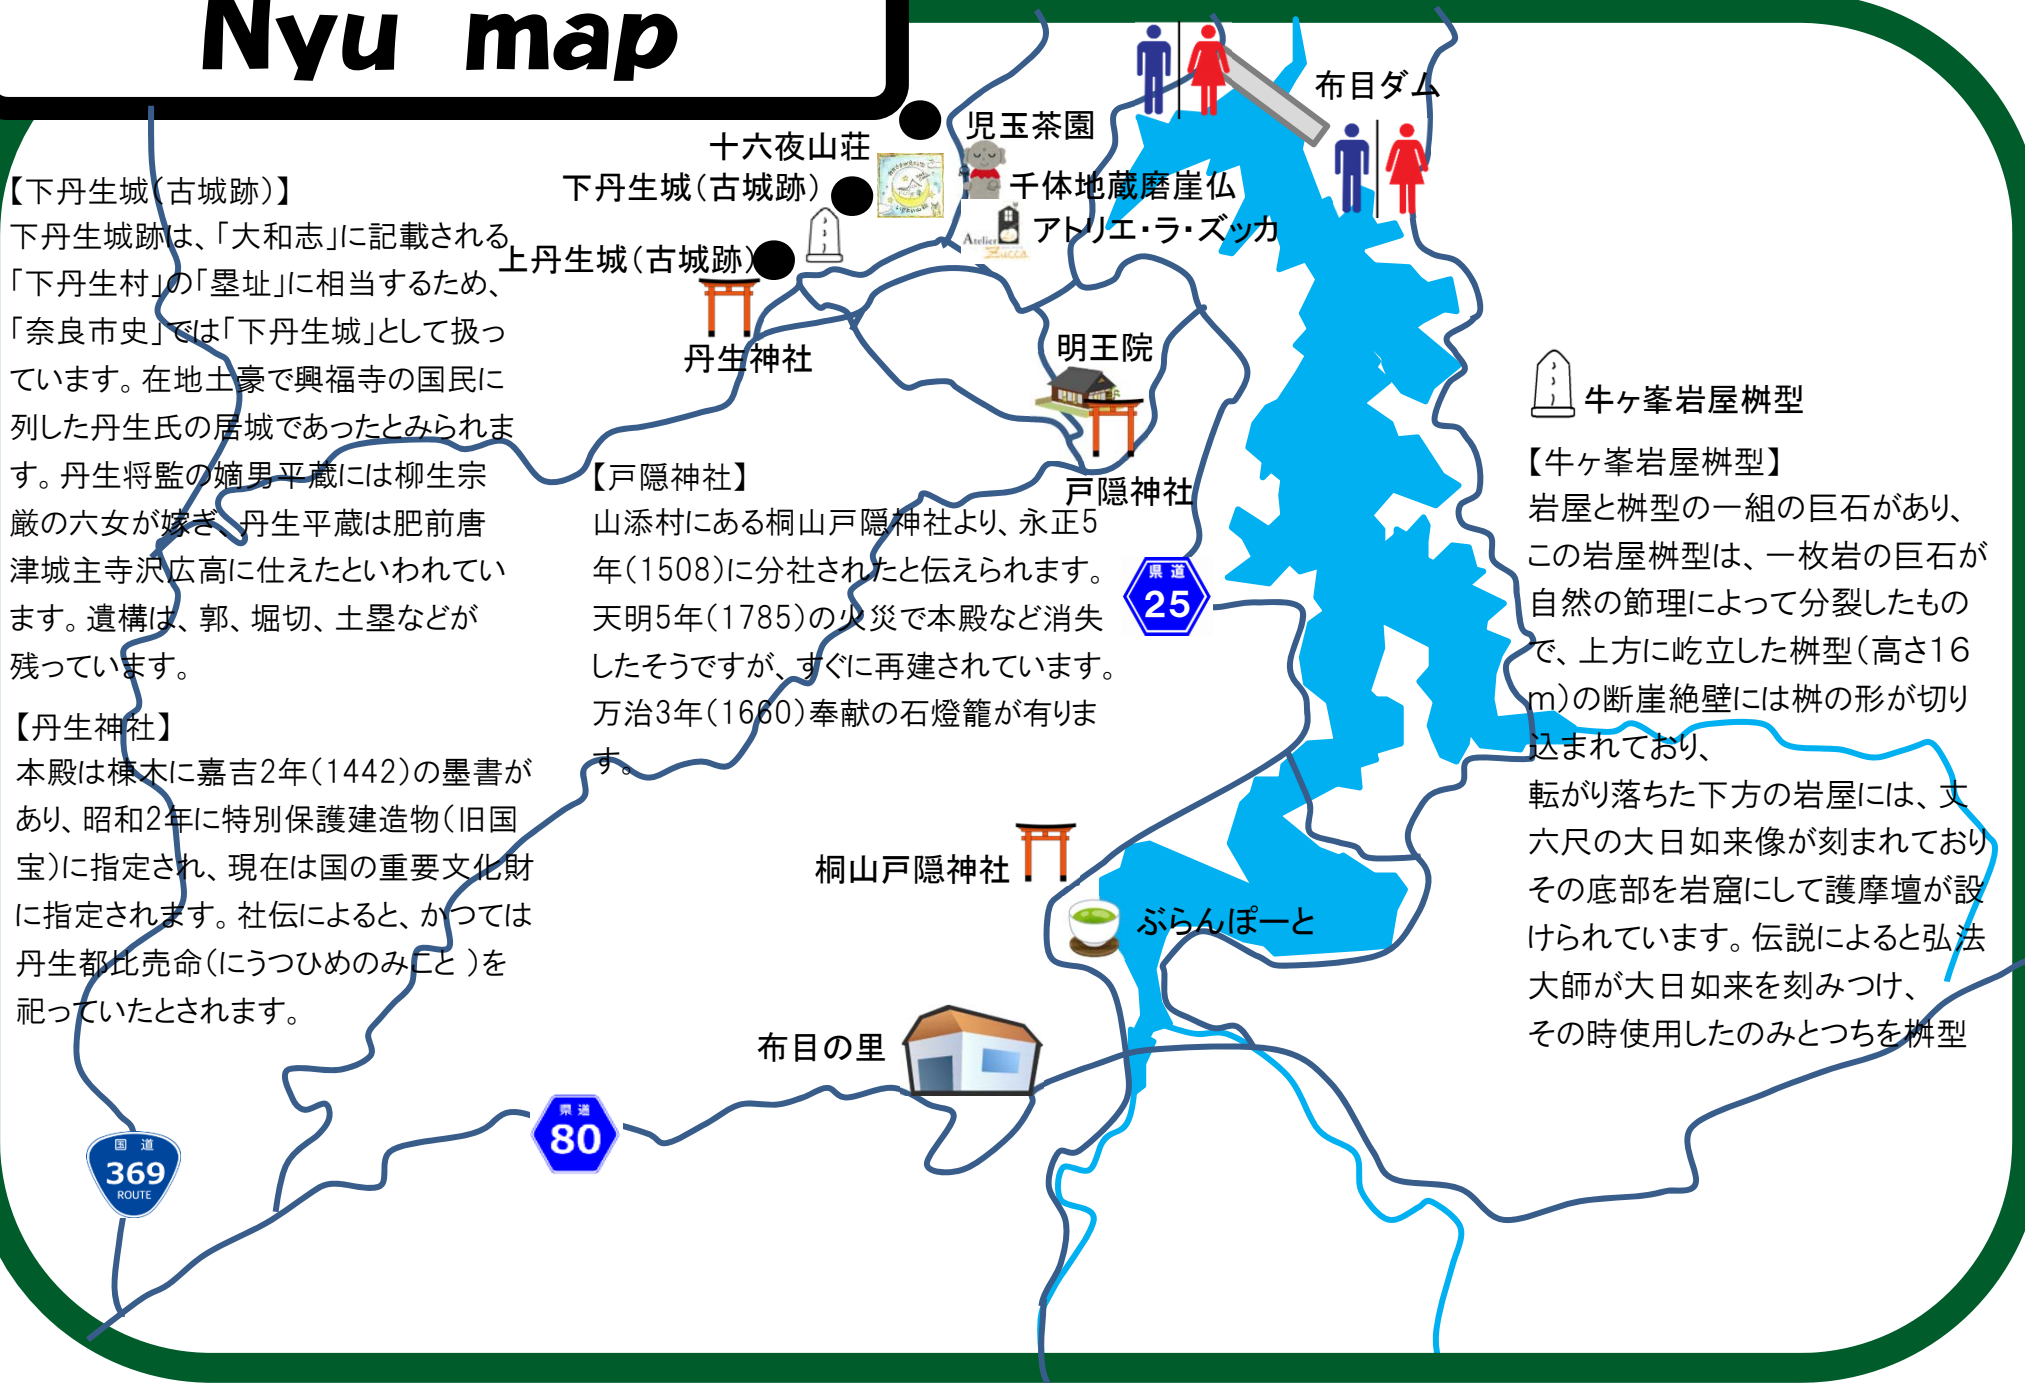 Nyu map
布目ダム
児玉茶園
十六夜山荘
下丹生城(古城跡)
千体地蔵磨崖仏
Atelier
Zucca
アトリエ・ラ・ズッカ
上丹生城(古城跡)
丹生神社
明王院
戸隠神社
牛ヶ峯岩屋桝型
【下丹生城(古城跡)】
下丹生城跡は、「大和志」に記載される
「下丹生村」の「塁址」に相当するため、
「奈良市史」では「下丹生城」として扱っ
ています。在地土豪で興福寺の国民に
列した丹生氏の居城であったとみられま
す。丹生将監の嫡男平蔵には柳生宗
厳の六女が嫁ぎ、丹生平蔵は肥前唐
津城主寺沢広高に仕えたといわれてい
ます。遺構は、郭、堀切、土塁などが
残っています。
【丹生神社】
本殿は棟木に嘉吉2年(1442)の墨書が
あり、昭和2年に特別保護建造物(旧国
宝)に指定され、現在は国の重要文化財
に指定されます。社伝によると、かつては
丹生都比売命(にうつひめのみこと )を
祀っていたとされます。
【戸隠神社】
山添村にある桐山戸隠神社より、永正5
年(1508)に分社されたと伝えられます。
天明5年(1785)の火災で本殿など消失
したそうですが、すぐに再建されています。
万治3年(1660)奉献の石燈籠が有りま
す。
県道
25
【牛ヶ峯岩屋桝型】
岩屋と桝型の一組の巨石があり、
この岩屋桝型は、一枚岩の巨石が
自然の節理によって分裂したもの
で、上方に屹立した桝型(高さ16
m)の断崖絶壁には桝の形が切り
込まれており、
転がり落ちた下方の岩屋には、丈
六尺の大日如来像が刻まれており
その底部を岩窟にして護摩壇が設
けられています。伝説によると弘法
大師が大日如来を刻みつけ、
その時使用したのみとつちを桝型
桐山戸隠神社
ぶらんぽーと
布目の里
県道
80
国道
369
ROUTE